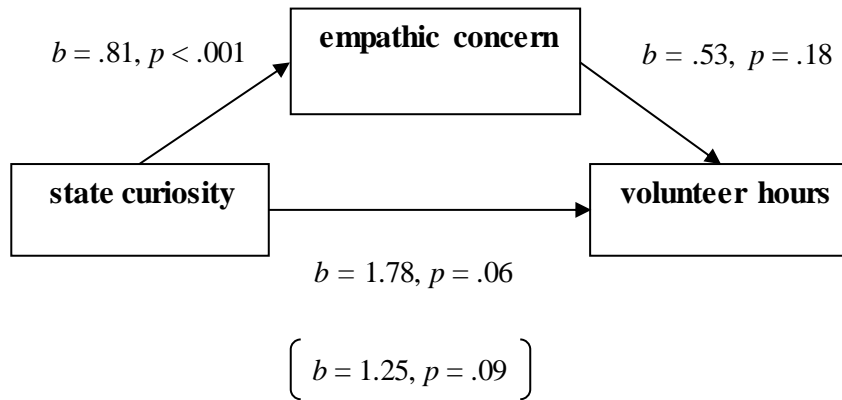 empathic concern
b = .81, p < .001
b = .53, p = .18
state curiosity
volunteer hours
b = 1.78, p = .06
b = 1.25, p = .09